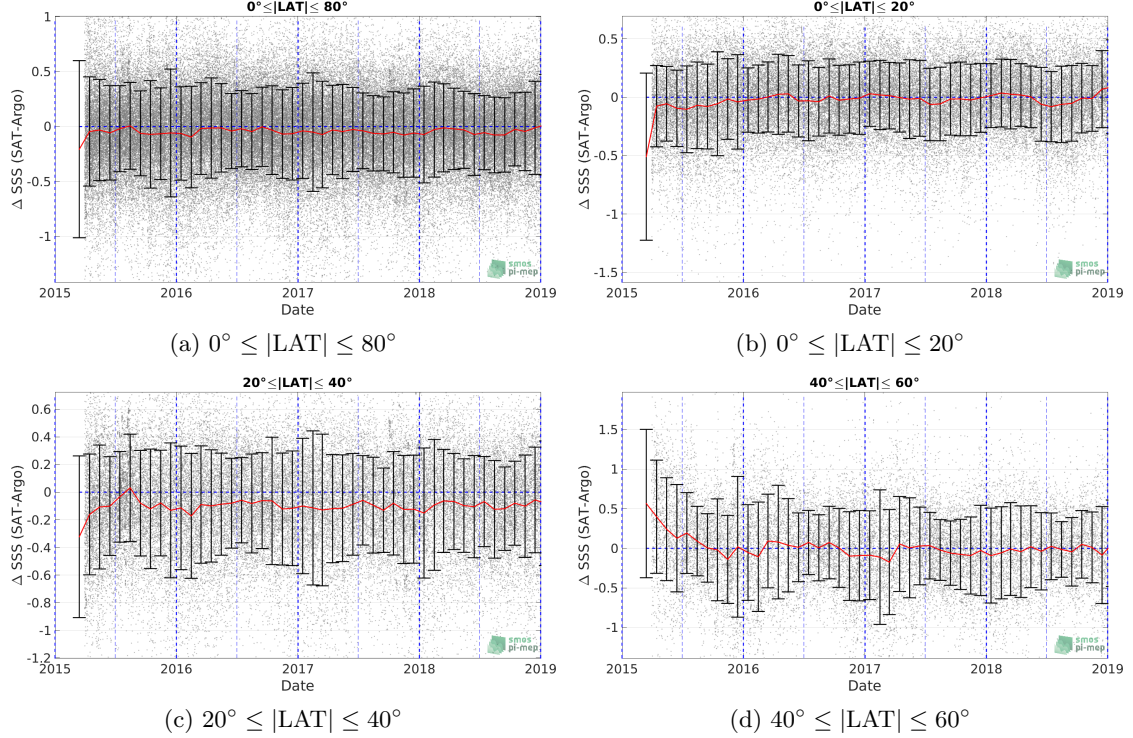 0°≤|LAT|≤ 80°
1
0.5
0
-0.5
-1
Δ SSS (SAT-Argo)
smos
pi-mep
2015 2016 2017 2018 2019
Date
(a) 0° ≤ |LAT| ≤ 80°
0°≤|LAT|≤ 20°
0.5
0
-0.5
-1
-1.5
Δ SSS (SAT-Argo)
smos
pi-mep
2015 2016 2017 2018 2019
Date
(b) 0° ≤ |LAT| ≤ 20°
20°≤|LAT|≤ 40°
0.6
0.4
0.2
0
-0.2
-0.4
-0.6
-0.8
-1
-1.2
Δ SSS (SAT-Argo)
smos
pi-mep
2015 2016 2017 2018 2019
Date
(c) 20° ≤ |LAT| ≤ 40°
40°≤|LAT|≤ 60°
1.5
1
0.5
0
-0.5
-1
Δ SSS (SAT-Argo)
smos
pi-mep
2015 2016 2017 2018 2019
Date
(d) 40° ≤ |LAT| ≤ 60°